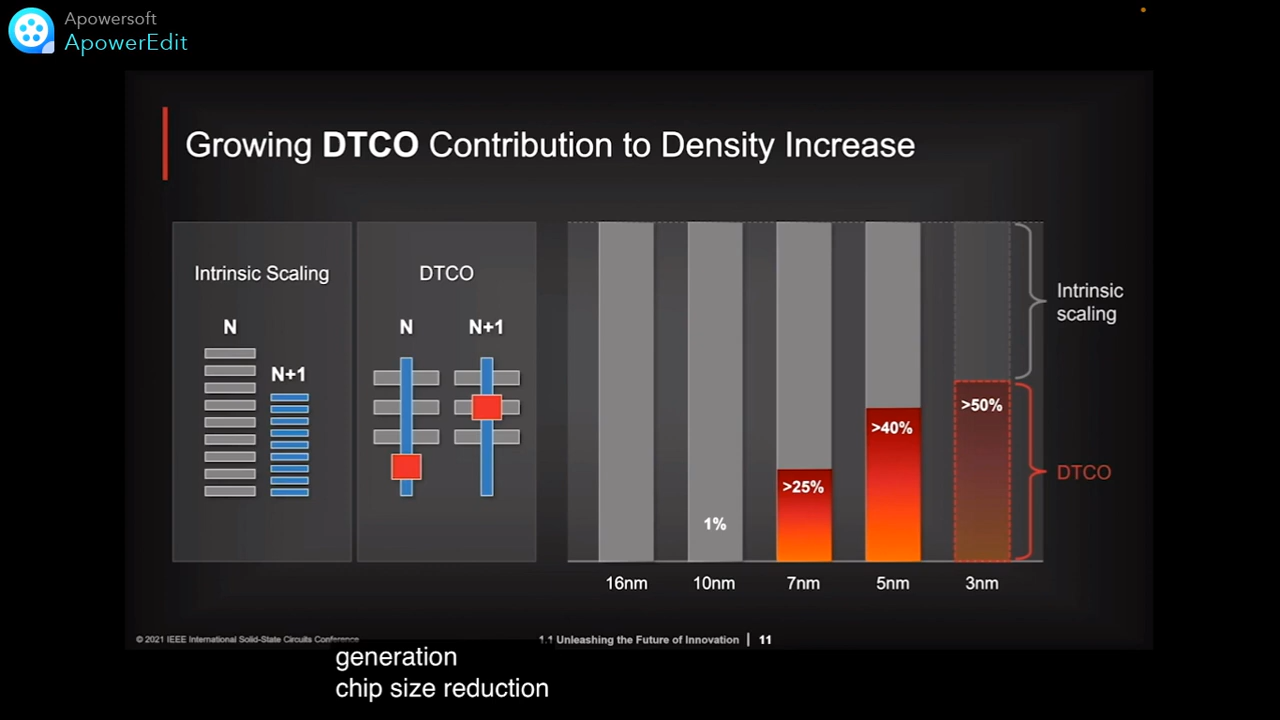 Apowersoft
ApowerEdit
Growing DTCO Contribution to Density Increase
Intrinsic Scaling
N
N+1
DTCO
N
N+1
1%
>25%
>40%
>50%
16nm
10nm
7nm
5nm
3nm
Intrinsic
scaling
DTCO
© 2021 IEEE International Solid-State Circuits Conference
1.1 Unleashing the Future of Innovation | 11
generation
chip size reduction